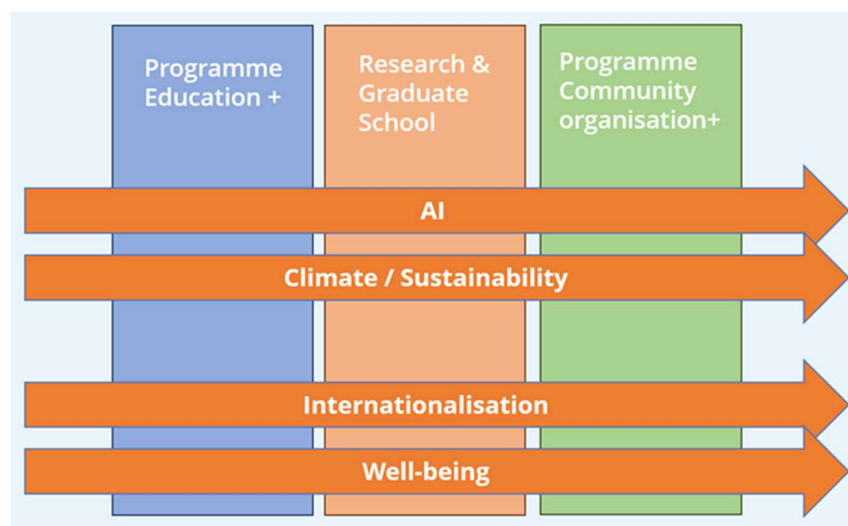 Programme
Education +
Research &
Graduate
School
Programme
Community
organisation+
AI
Climate / Sustainability
Internationalisation
Well-being